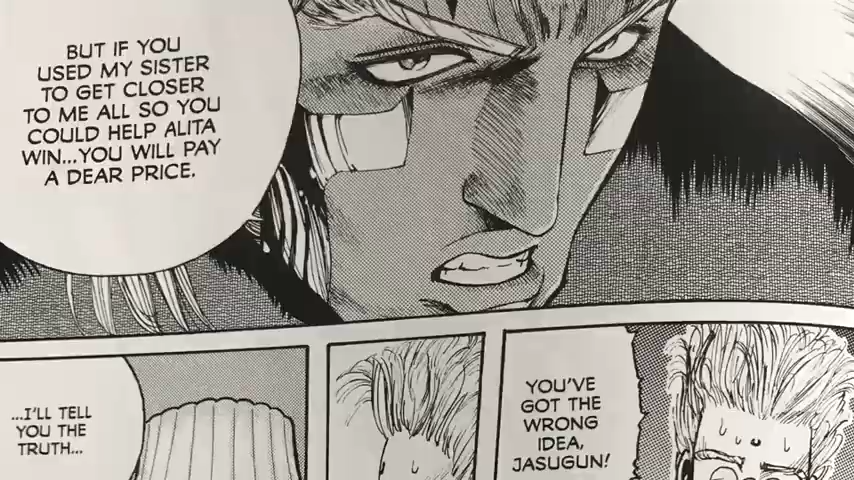 BUT IF YOU
USED MY SISTER
TO GET CLOSER
TO ME ALL SO YOU
COULD HELP ALITA
WIN...YOU WILL PAY
A DEAR PRICE.
YOU'VE
GOT THE
WRONG
IDEA,
JASUGUN!
...I'LL TELL
YOU THE
TRUTH...